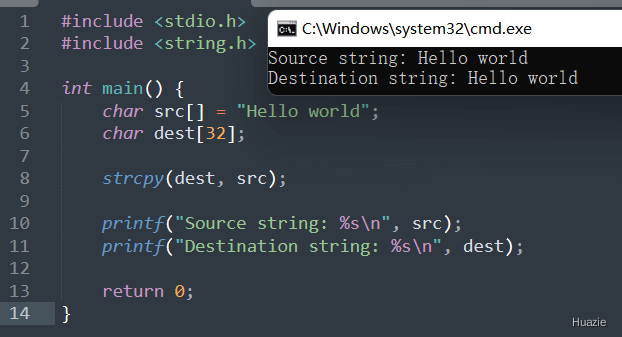 1 #include <stdio.h>
2 #include <string.h>
3
4 int main() {
5 char src[] = "Hello world";
6 char dest[32];
7
8 strcpy(dest, src);
9
10 printf("Source string: %s\n", src);
11 printf("Destination string: %s\n", dest);
12
13 return 0;
14 }
C:\Windows\system32\cmd.exe
Source string: Hello world
Destination string: Hello world
Huazie